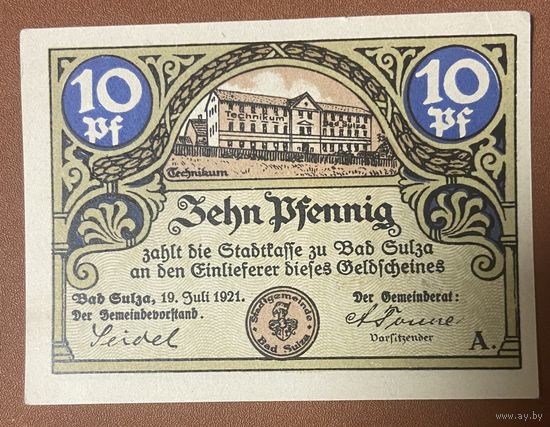 10
Pf
10
Pf
Technikum Bad Sulza
Technikum
Zehn Pfennig
zahlt die Stadtkasse zu Bad Sulza
an den Einlieferer dieses Geldscheines
Bad Sulza, 19. Juli 1921.
Der Gemeindevorstand.
Seidel
Stadtgemeinde
Bad Sulza
Der Gemeinderat:
Vorsitzender
A.
www.ay.by